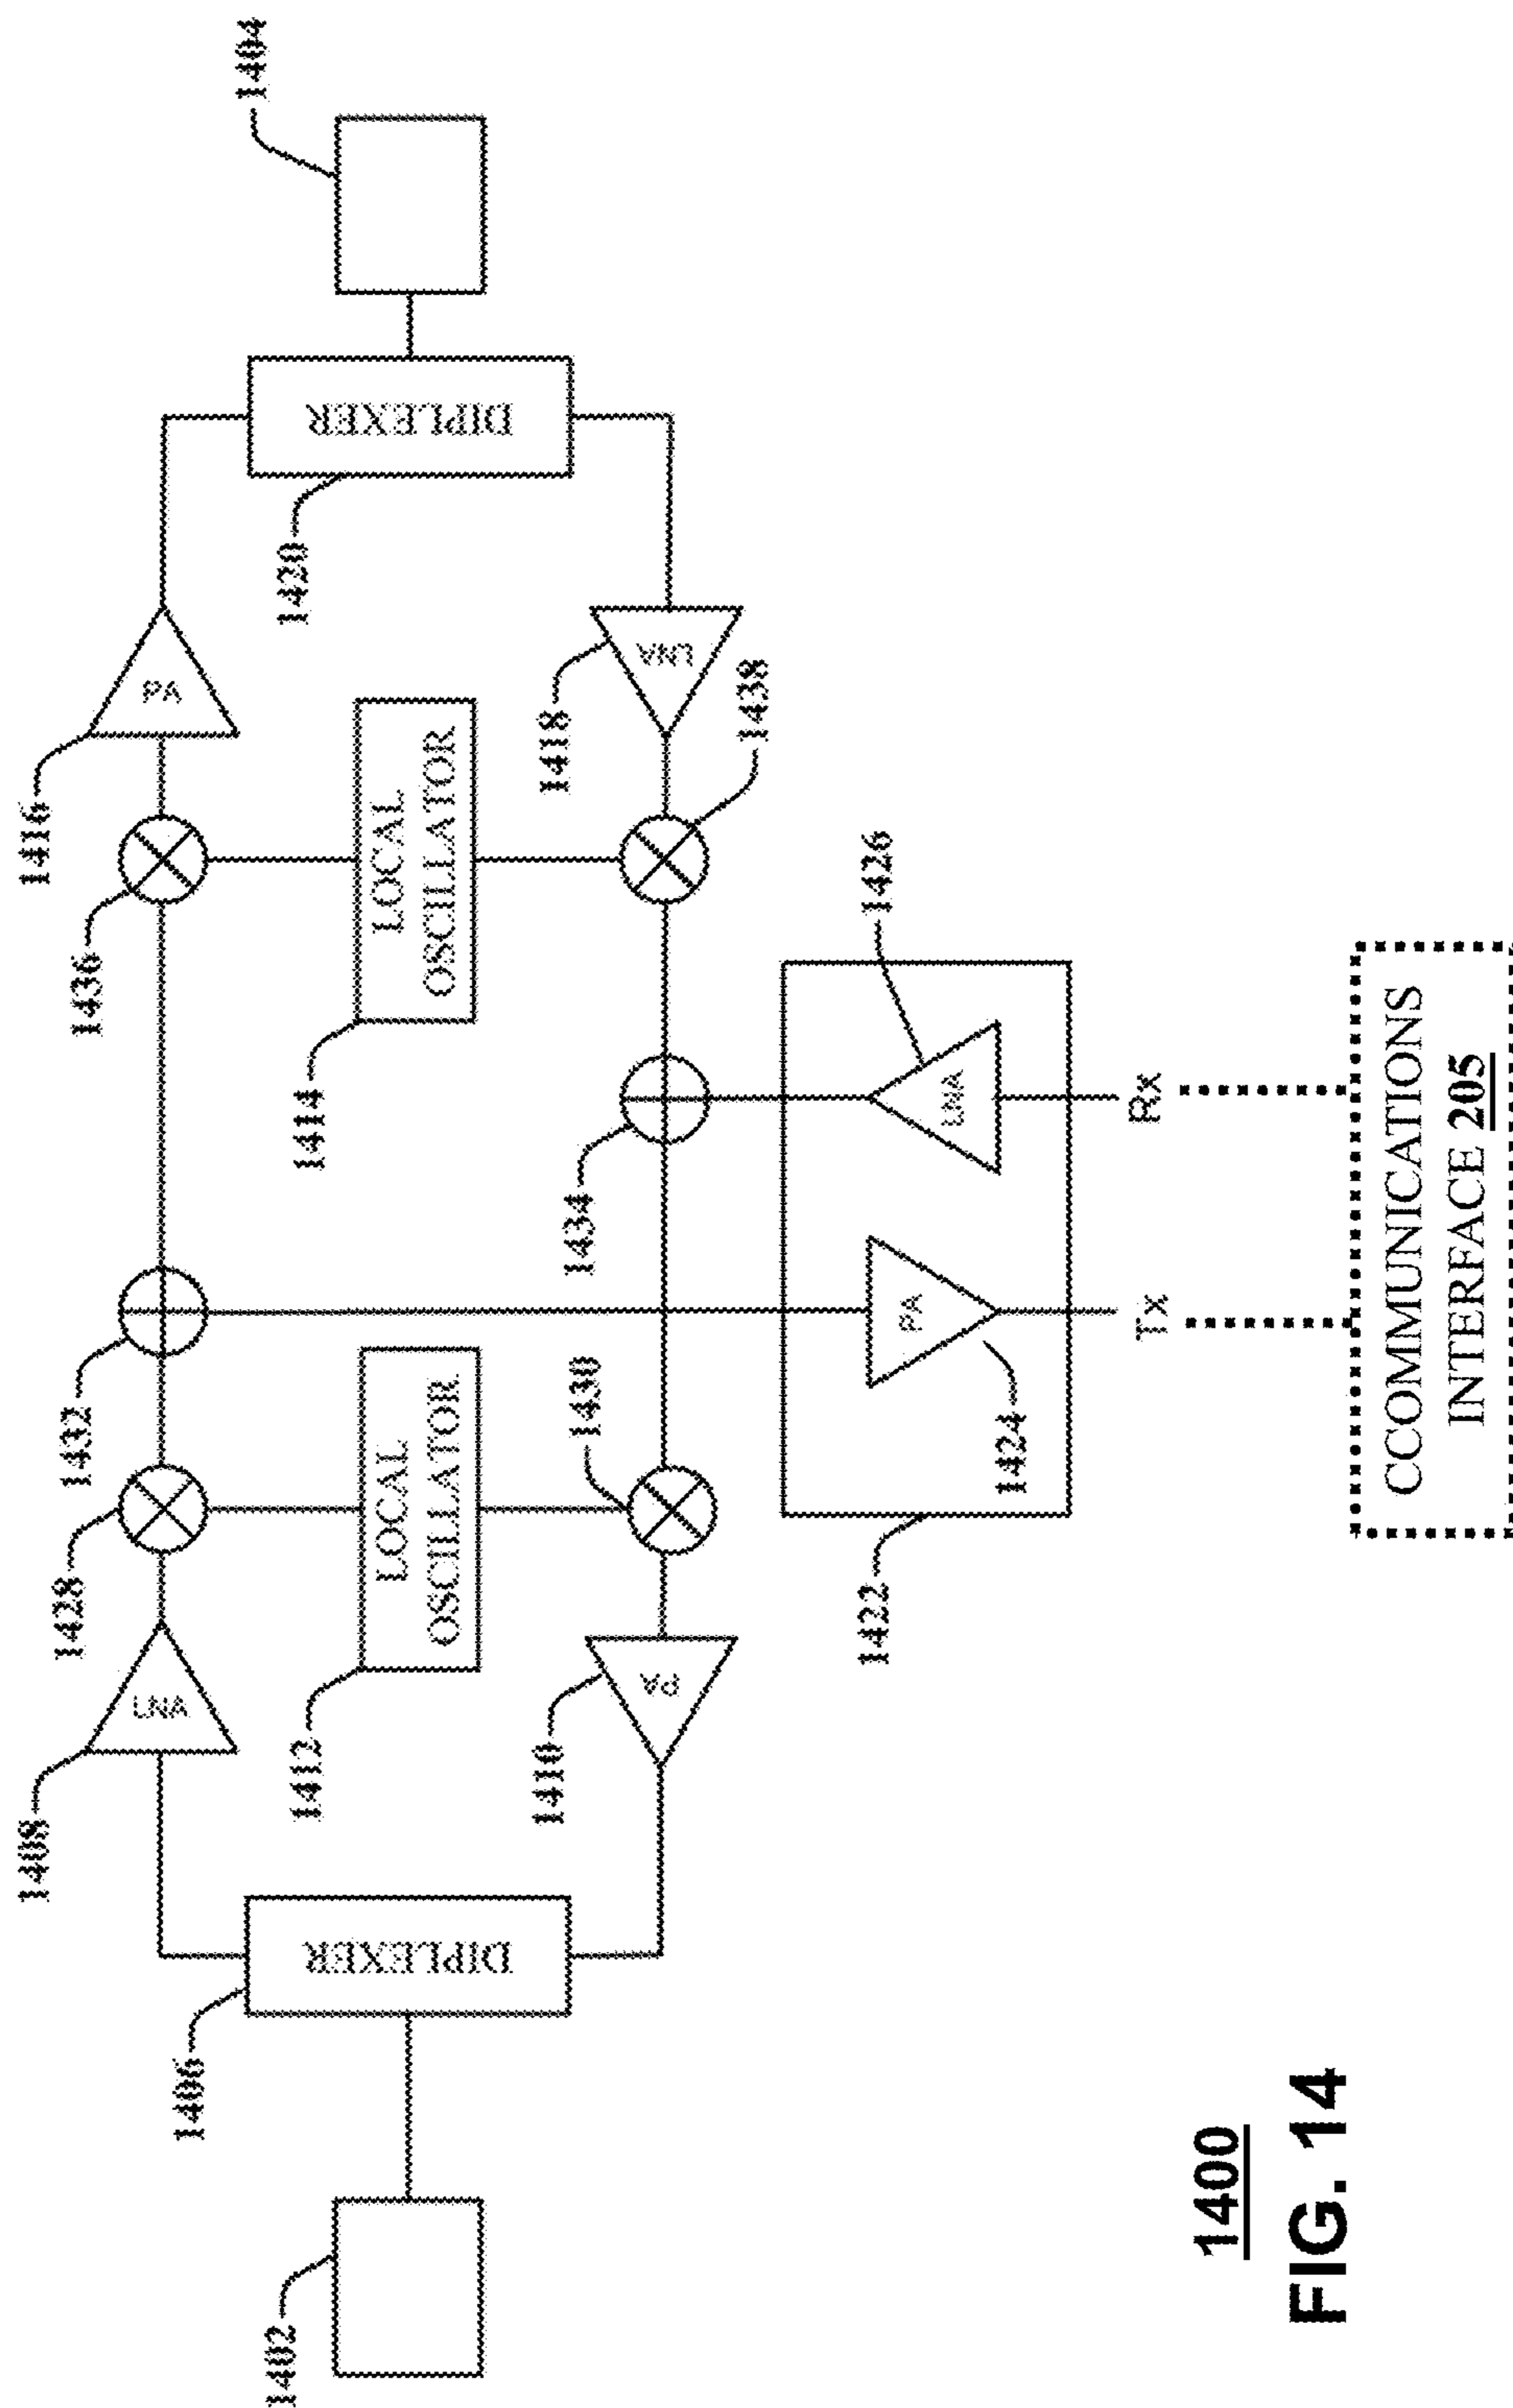 1408
1416
1428
1432
1436
LNA
PA
1406
1404
1402
1412
1420
1414
DIPLEXER
LOCAL
OSCILLATOR
LOCAL
OSCILLATOR
DIPLEXER
1410
1430
1434
1418
PA
LNA
1438
1422
1426
PA
LNA
1424
Tx
Rx
1400
FIG. 14
CCOMMUNICATIONS
INTERFACE 205